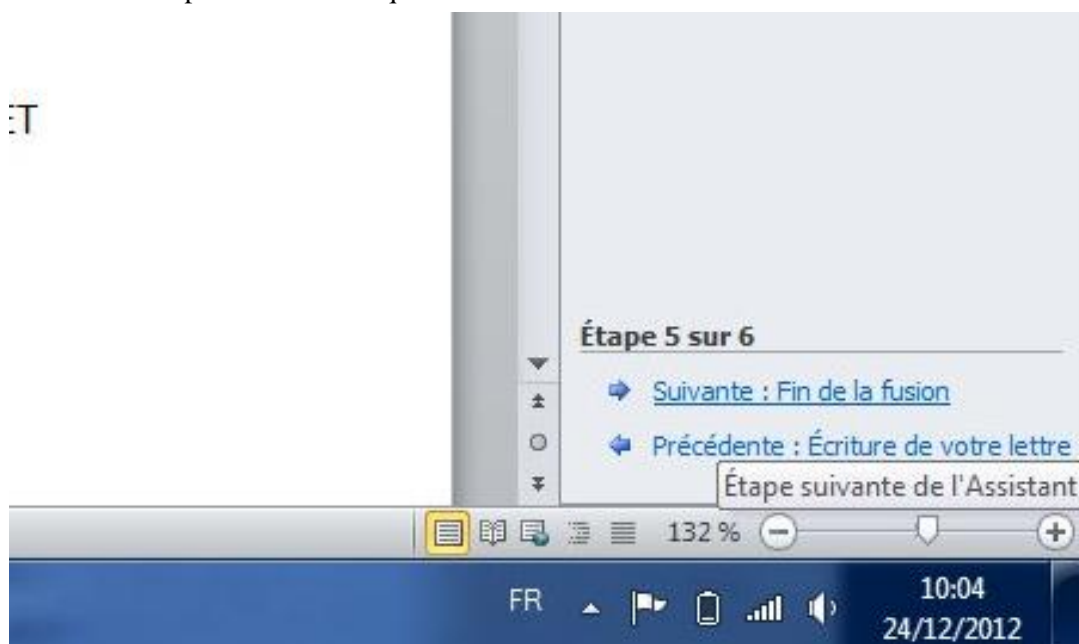 ET
Étape 5 sur 6
Suivante : Fin de la fusion
Précédente : Écriture de votre lettre
Étape suivante de l'Assistant
132 %
FR
10:04
24/12/2012